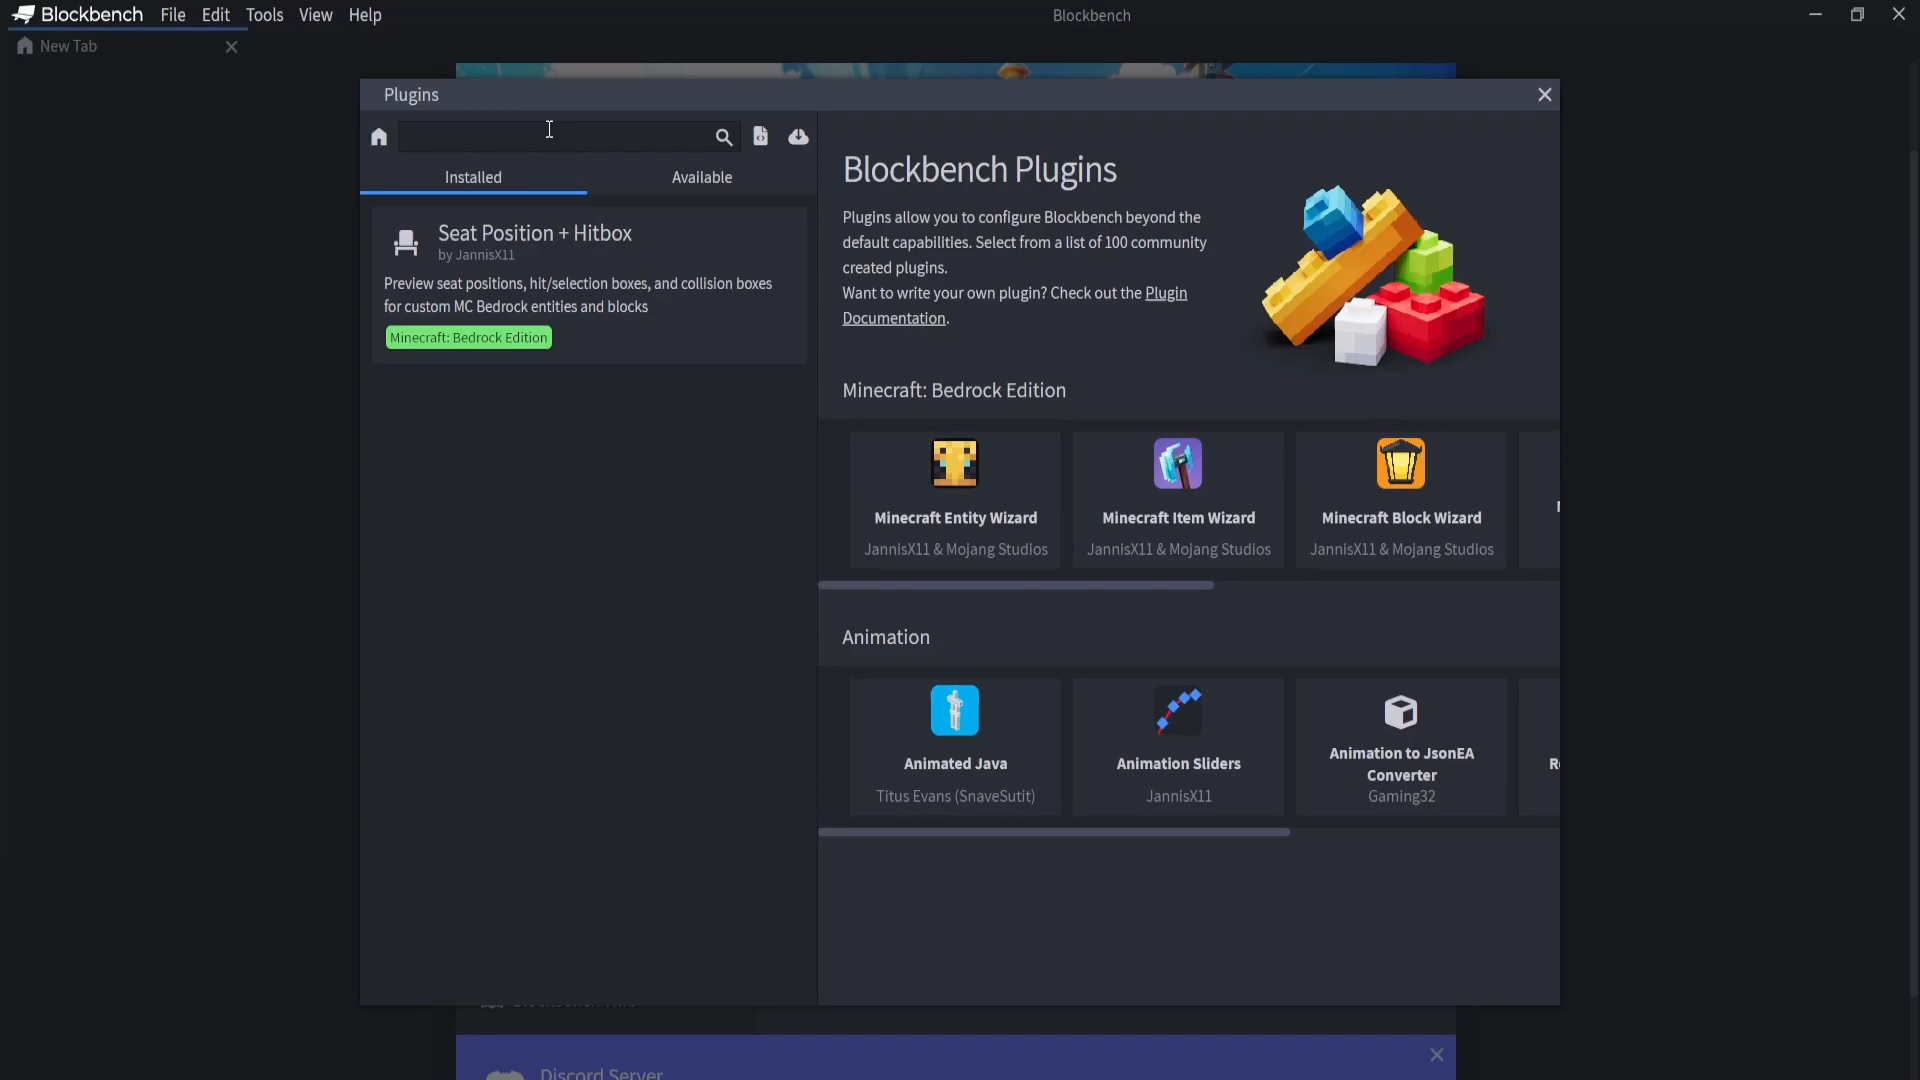 Blockbench File Edit Tools View Help
Blockbench
New Tab
Plugins
Installed Available
Seat Position + Hitbox
by JannisX11
Preview seat positions, hit/selection boxes, and collision boxes
for custom MC Bedrock entities and blocks
Minecraft: Bedrock Edition
Blockbench Plugins
Plugins allow you to configure Blockbench beyond the
default capabilities. Select from a list of 100 community
created plugins.
Want to write your own plugin? Check out the Plugin
Documentation.
Minecraft: Bedrock Edition
Minecraft Entity Wizard
JannisX11 & Mojang Studios
Minecraft Item Wizard
JannisX11 & Mojang Studios
Minecraft Block Wizard
JannisX11 & Mojang Studios
Animation
Animated Java
Titus Evans (SnaveSutit)
Animation Sliders
JannisX11
Animation to JsonEA
Converter
Gaming32
Discord Server